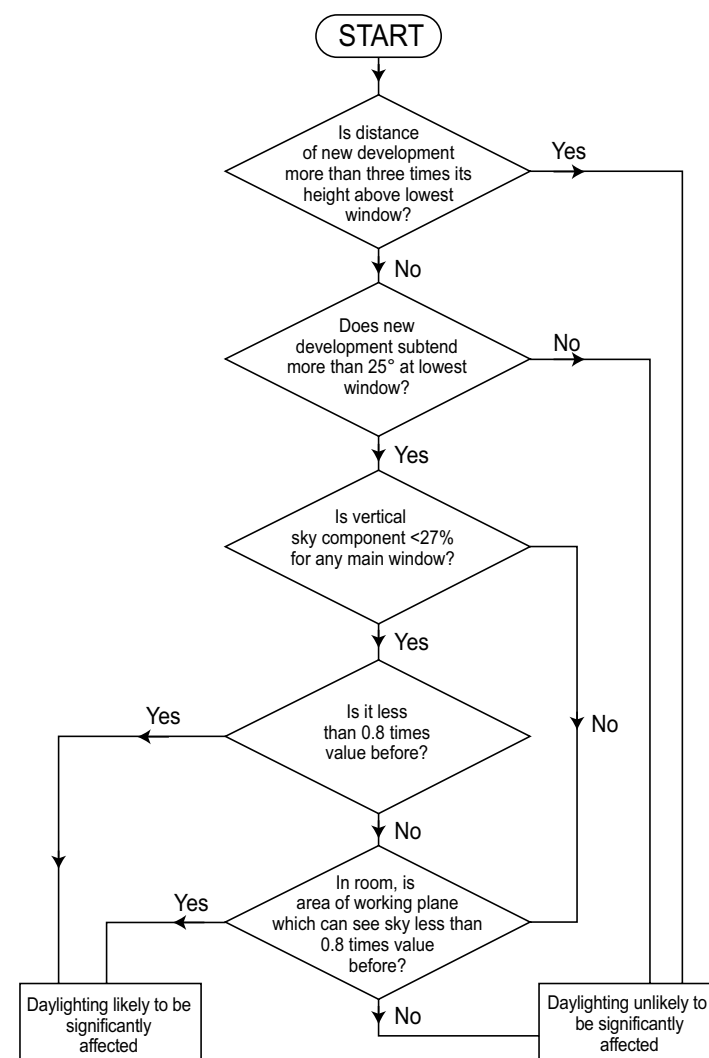 START
Is distance
of new development
more than three times its
height above lowest
window?
Yes
No
Does new
development subtend
more than 25° at lowest
window?
No
Yes
Is vertical
sky component <27%
for any main window?
Yes
No
Is it less
than 0.8 times
value before?
Yes
No
In room, is
area of working plane
which can see sky less than
0.8 times value
before?
Yes
No
Daylighting likely to be
significantly
affected
Daylighting unlikely to
be significantly
affected